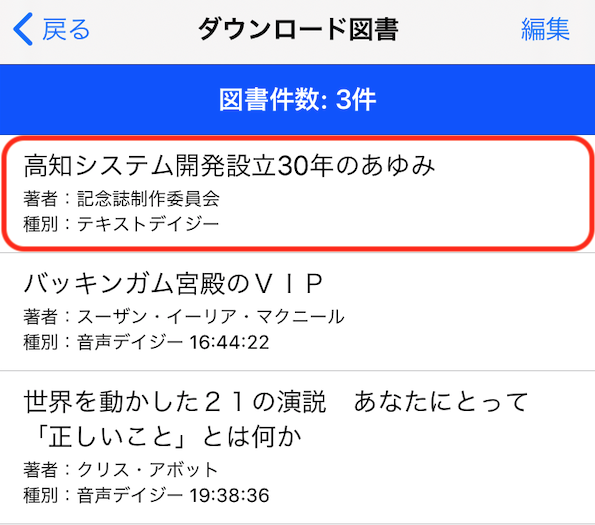 戻る ダウンロード図書 編集
図書件数: 3件
高知システム開発設立30年のあゆみ
著者：記念誌制作委員会
種別：テキストデイジー
バッキンガム宮殿のＶＩＰ
著者：スーザン・イーリア・マクニール
種別：音声デイジー 16:44:22
世界を動かした２１の演説　あなたにとって
「正しいこと」とは何か
著者：クリス・アボット
種別：音声デイジー 19:38:36